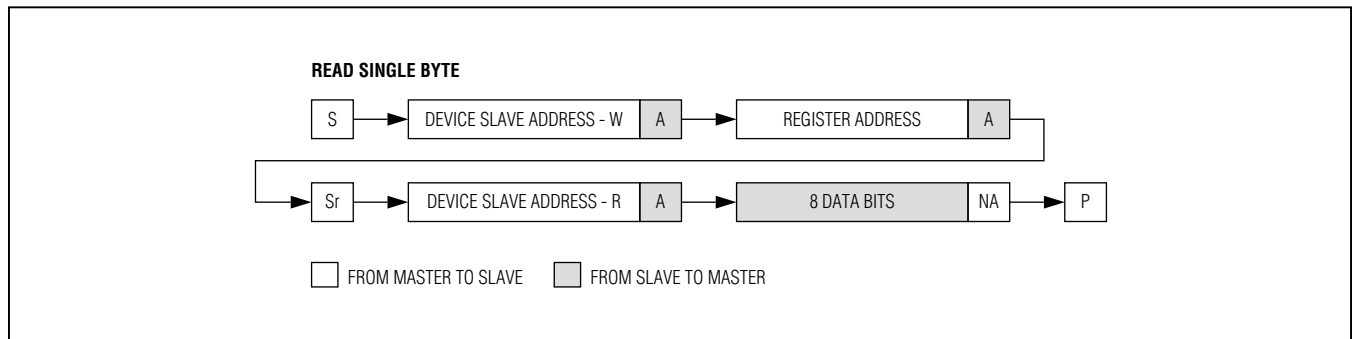 READ SINGLE BYTE
S DEVICE SLAVE ADDRESS - W A REGISTER ADDRESS A
Sr DEVICE SLAVE ADDRESS - R A 8 DATA BITS NA P
FROM MASTER TO SLAVE FROM SLAVE TO MASTER